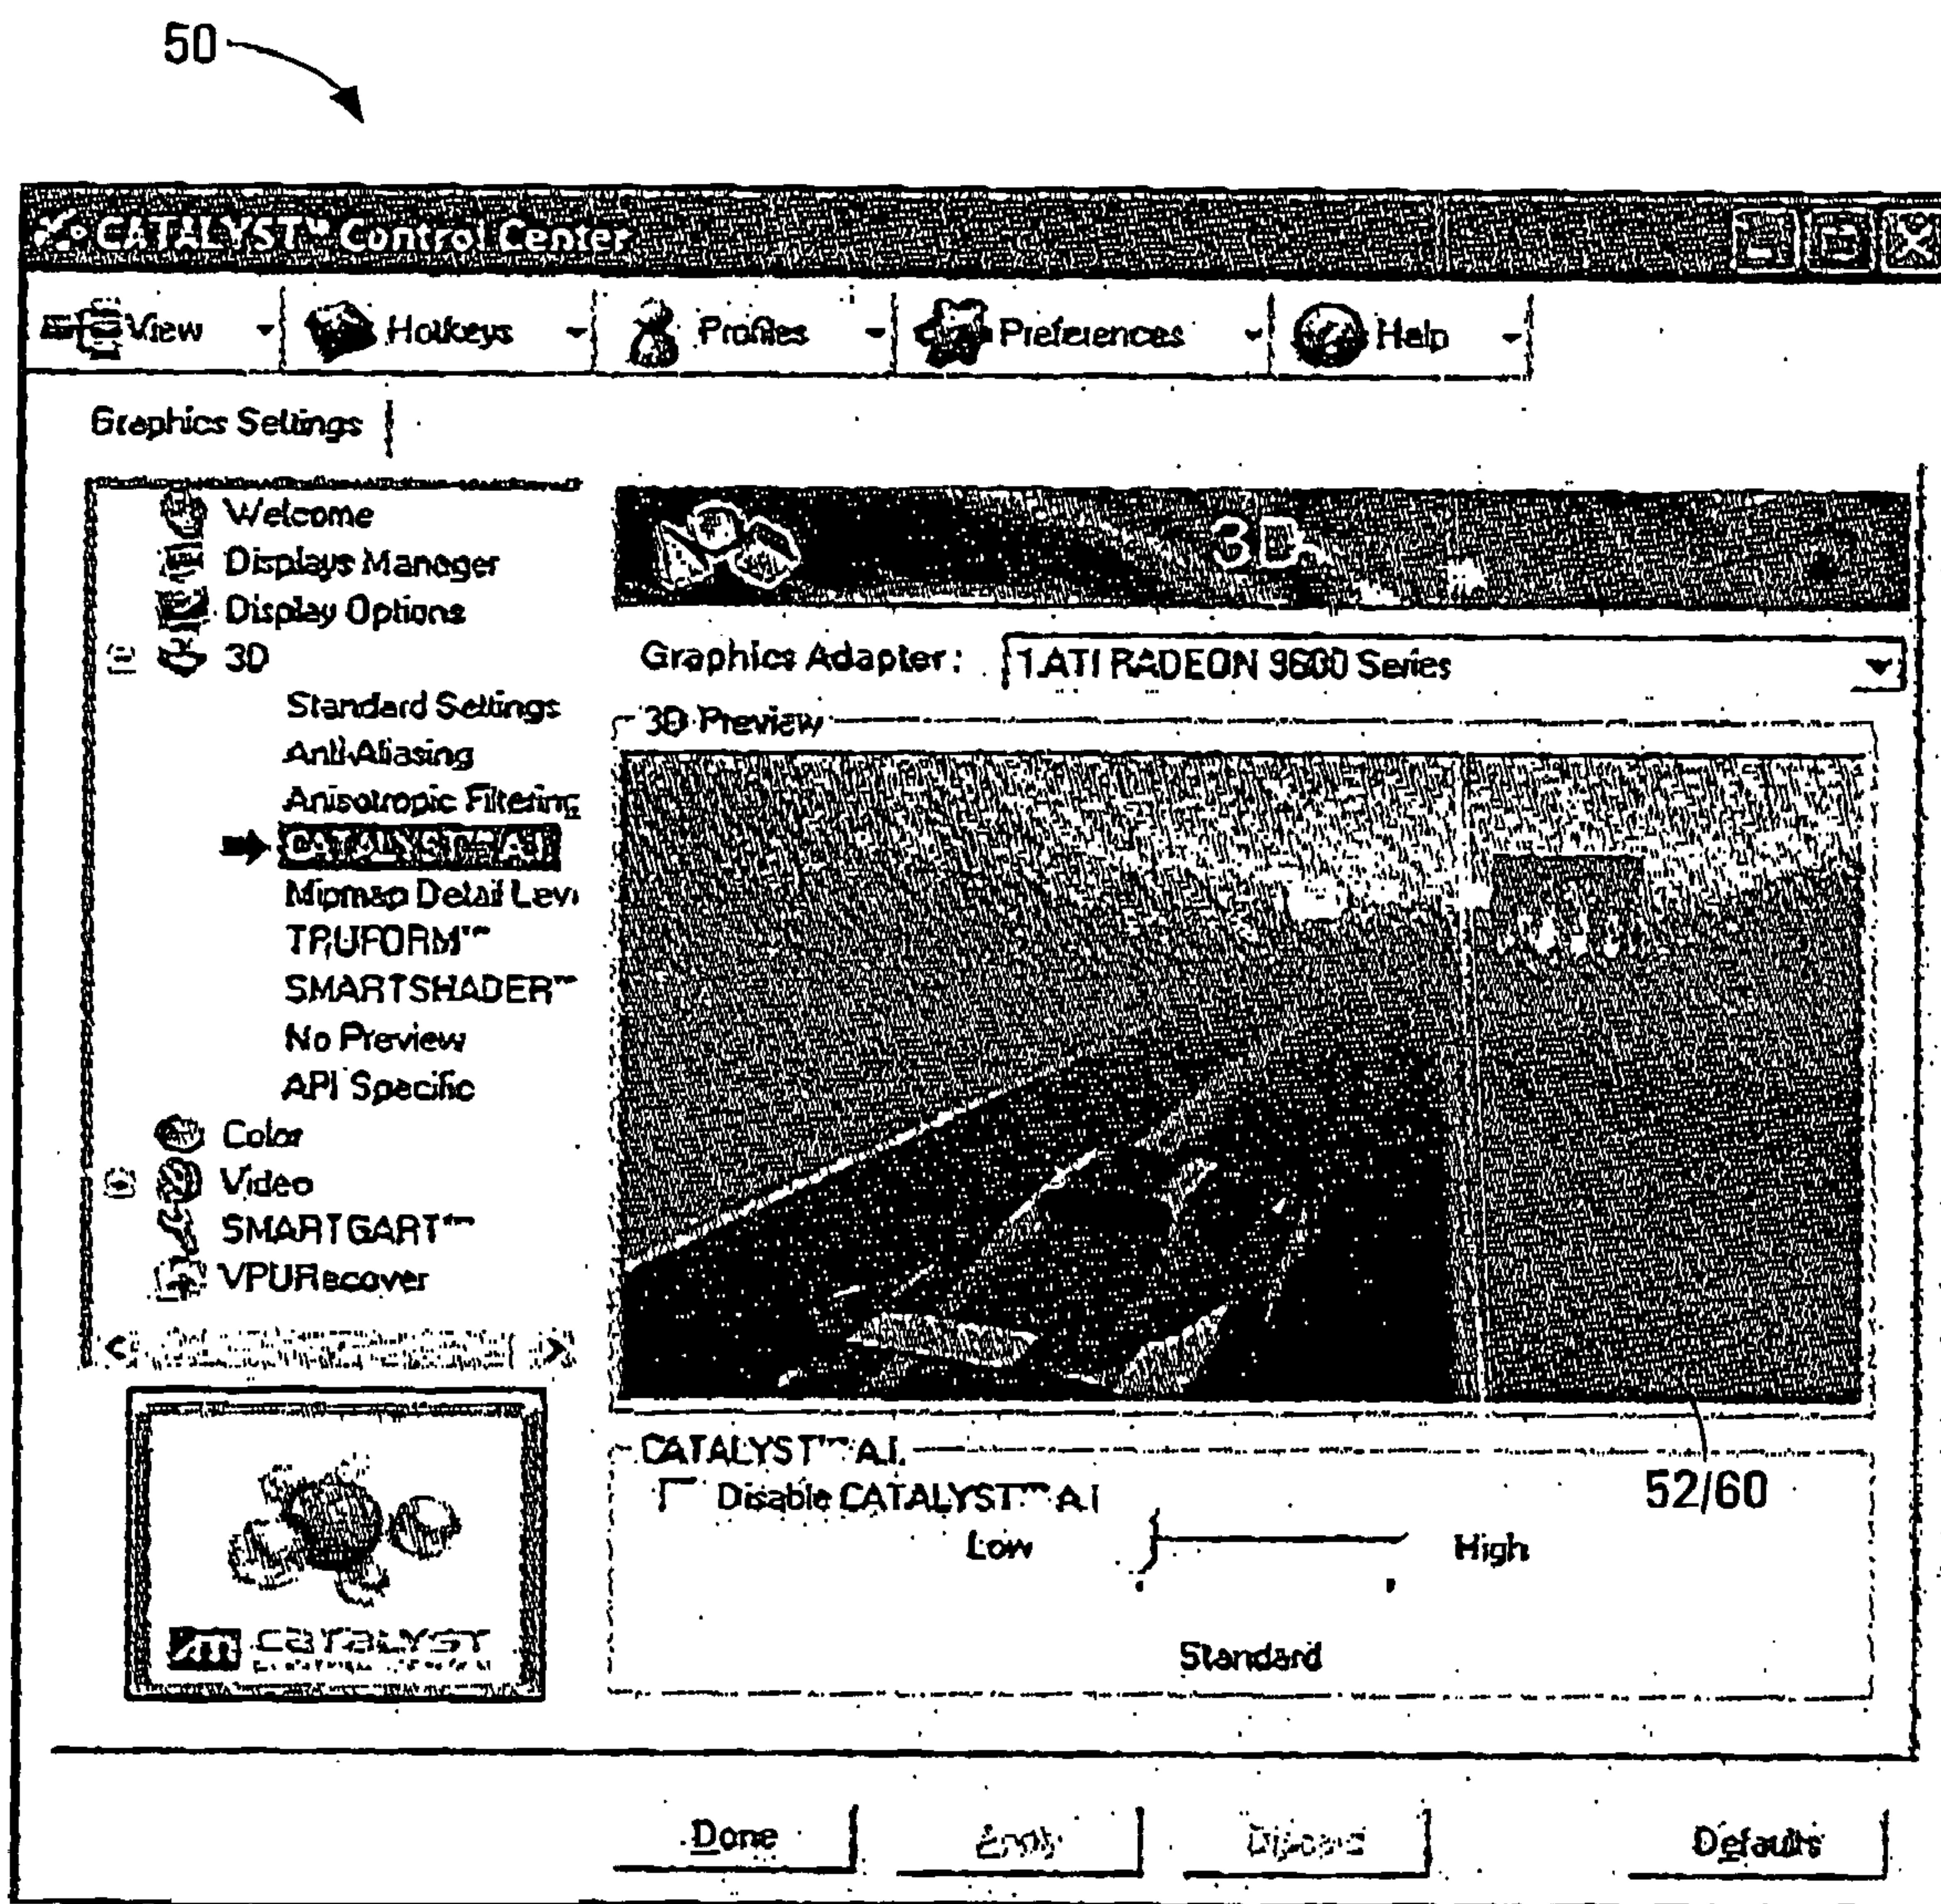 50
CATALYST™ Control Center
View Hotkeys Profiles Preferences Help
Graphics Settings
Welcome
Displays Manager
Display Options
3D
Standard Settings
Anti-Aliasing
Anisotropic Filtering
CATALYST™ A.I.
Mipmap Detail Lev
TRUFORM™
SMARTSHADER™
No Preview
API Specific
Color
Video
SMARTGART™
VPURecover
CATALYST
3D
Graphics Adapter: 1.ATI RADEON 9600 Series
3D Preview
52/60
CATALYST™ A.I.
Disable CATALYST™ A.I
Low High
Standard
Done Apply Discard Defaults